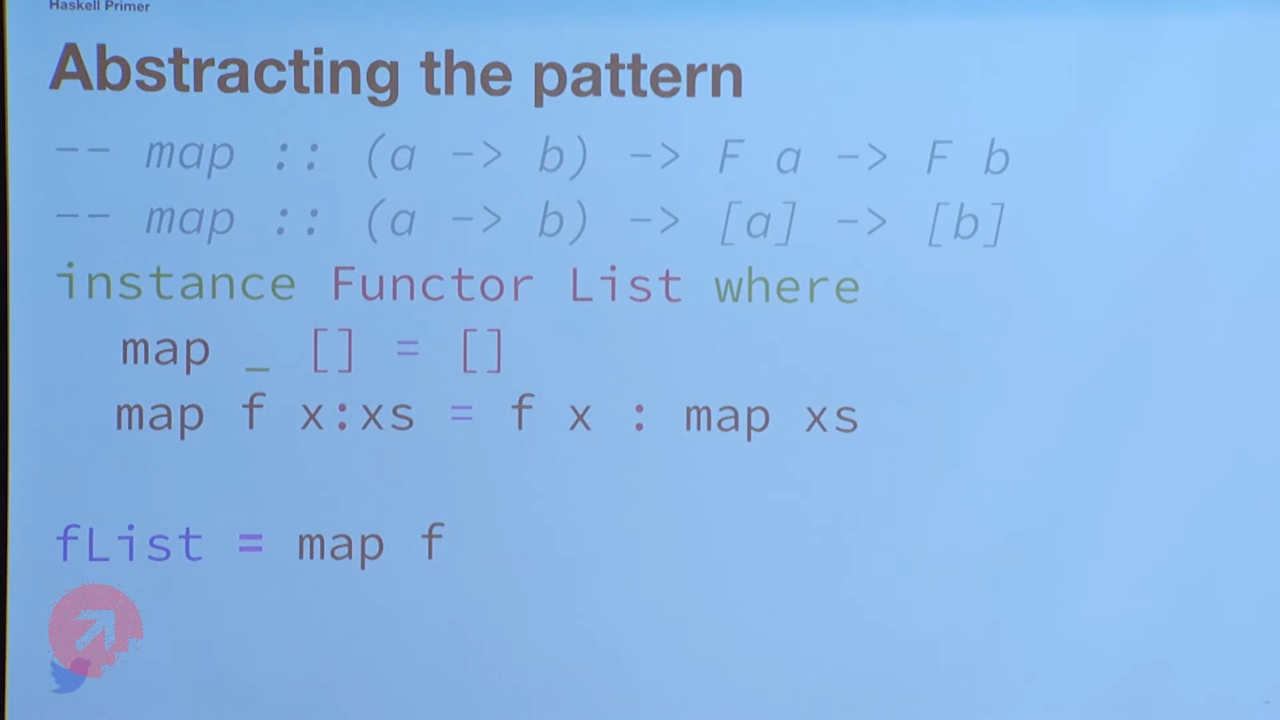 Haskell Primer
Abstracting the pattern
-- map :: (a -> b) -> F a -> F b
-- map :: (a -> b) -> [a] -> [b]
instance Functor List where
map _ [] = []
map f x:xs = f x : map xs
fList = map f